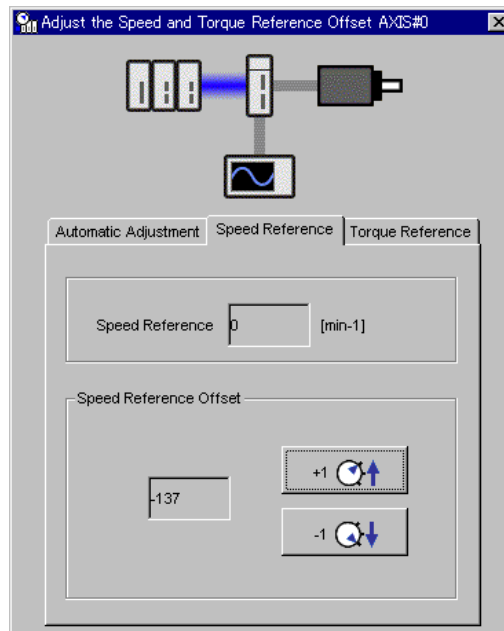 Adjust the Speed and Torque Reference Offset AXIS#0
Automatic Adjustment Speed Reference Torque Reference
Speed Reference 0 [min-1]
Speed Reference Offset
+1
-137
-1